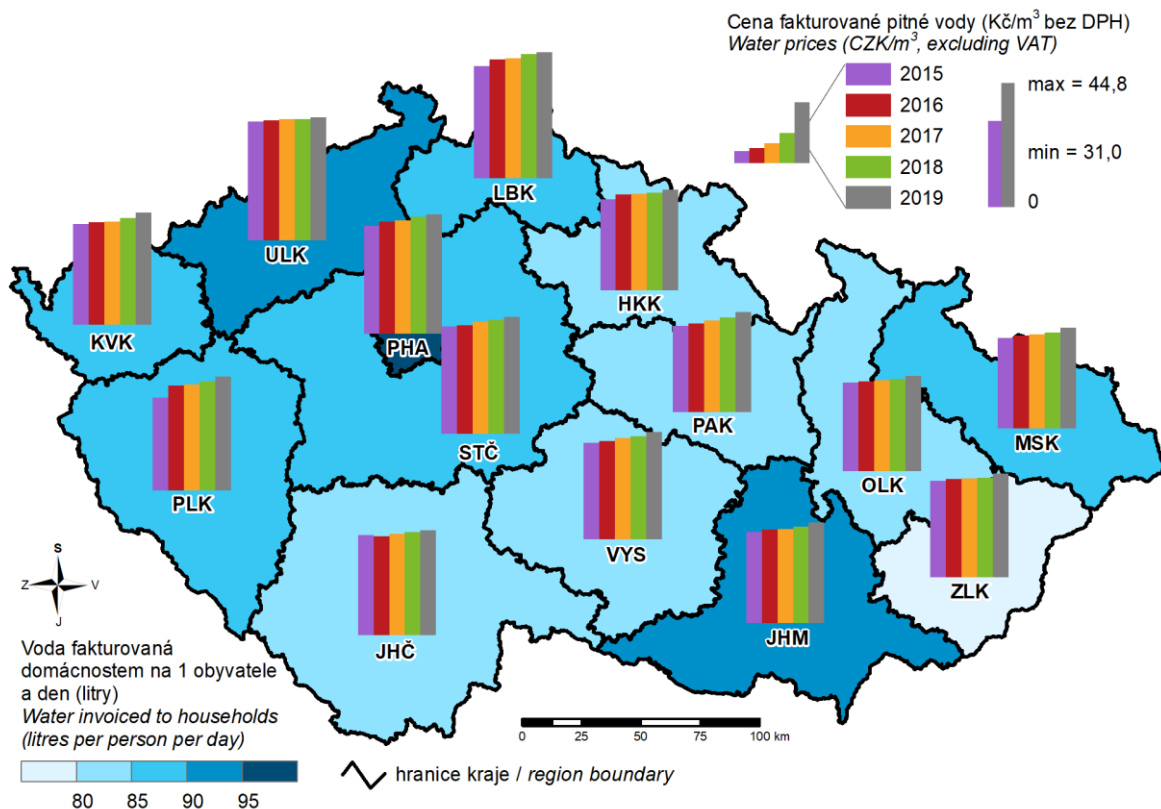 Cena fakturované pitné vody (Kč/m³ bez DPH)
Water prices (CZK/m³, excluding VAT)
2015
2016
2017
2018
2019
max = 44,8
min = 31,0
0
LBK
ULK
HKK
KVK
PHA
PAK
STČ
MSK
OLK
PLK
VYS
ZLK
JHM
JHČ
S
Z
V
J
Voda fakturovaná
domácnostem na 1 obyvatele
a den (litry)
Water invoiced to households
(litres per person per day)
80 85 90 95
hranice kraje / region boundary
0 25 50 75 100 km